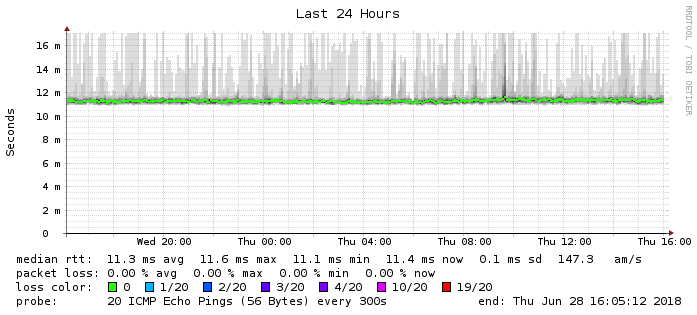 Last 24 Hours
RRDTOOL / TOBI OETIKER
Seconds
16 m
14 m
12 m
10 m
8 m
6 m
4 m
2 m
0
Wed 20:00 Thu 00:00 Thu 04:00 Thu 08:00 Thu 12:00 Thu 16:00
median rtt: 11.3 ms avg 11.6 ms max 11.1 ms min 11.4 ms now 0.1 ms sd 147.3 am/s
packet loss: 0.00 % avg 0.00 % max 0.00 % min 0.00 % now
loss color: 0 1/20 2/20 3/20 4/20 10/20 19/20
probe: 20 ICMP Echo Pings (56 Bytes) every 300s end: Thu Jun 28 16:05:12 2018